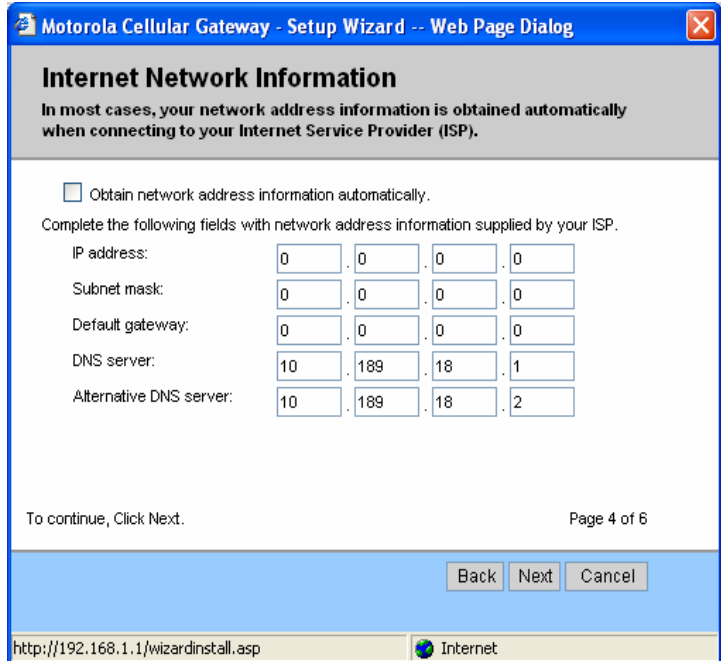 Motorola Cellular Gateway - Setup Wizard -- Web Page Dialog
Internet Network Information
In most cases, your network address information is obtained automatically
when connecting to your Internet Service Provider (ISP).
Obtain network address information automatically.
Complete the following fields with network address information supplied by your ISP.
IP address: 0 . 0 . 0 . 0
Subnet mask: 0 . 0 . 0 . 0
Default gateway: 0 . 0 . 0 . 0
DNS server: 10 . 189 . 18 . 1
Alternative DNS server: 10 . 189 . 18 . 2
To continue, Click Next. Page 4 of 6
Back Next Cancel
http://192.168.1.1/wizardinstall.asp Internet